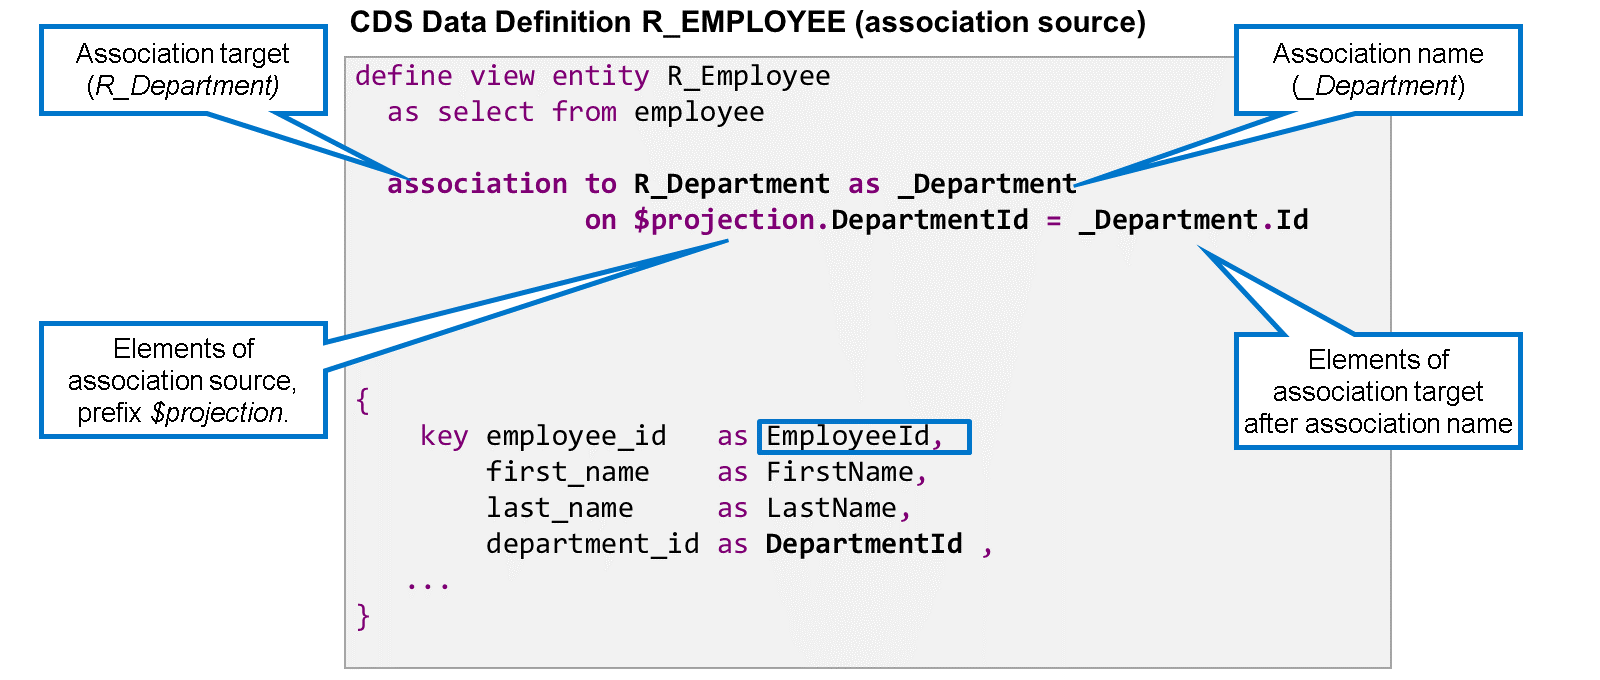 CDS Data Definition R_EMPLOYEE (association source)
Association target
(R_Department)
Association name
(_Department)
define view entity R_Employee
as select from employee
association to R_Department as _Department
on $projection.DepartmentId = _Department.Id
Elements of
association source,
prefix $projection.
Elements of
association target
after association name
{
key employee_id as EmployeeId,
first_name as FirstName,
last_name as LastName,
department_id as DepartmentId ,
...
}